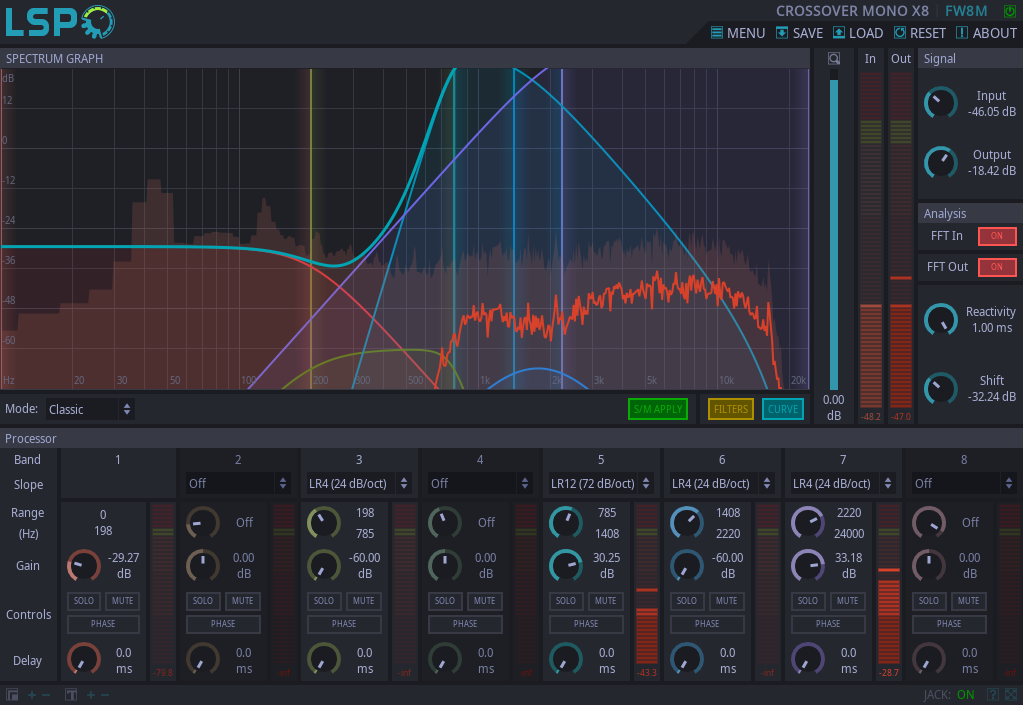 LSP
CROSSOVER MONO X8 FW8M
MENU SAVE LOAD RESET ABOUT
SPECTRUM GRAPH
In Out
Signal
dB
12
0
-12
-24
-36
-48
-60
Hz 20 30 50 100 200 300 500 1k 2k 3k 5k 10k 20k
0.00
dB
-48.2 -47.0
Input
-46.05 dB
Output
-18.42 dB
Analysis
FFT In ON
FFT Out ON
Reactivity
1.00 ms
Shift
-32.24 dB
Mode: Classic S/M APPLY FILTERS CURVE
Processor
Band 1 2 3 4 5 6 7 8
Slope Off LR4 (24 dB/oct) Off LR12 (72 dB/oct) LR4 (24 dB/oct) LR4 (24 dB/oct) Off
Range
(Hz)
0
198
Off
198
785
Off
785
1408
1408
2220
2220
24000
Off
Gain
-29.27
dB
0.00
dB
-60.00
dB
0.00
dB
30.25
dB
-60.00
dB
33.18
dB
0.00
dB
Controls
SOLO MUTE SOLO MUTE SOLO MUTE SOLO MUTE SOLO MUTE SOLO MUTE SOLO MUTE SOLO MUTE
PHASE PHASE PHASE PHASE PHASE PHASE PHASE PHASE
Delay
0.0
ms
0.0
ms
0.0
ms
0.0
ms
0.0
ms
0.0
ms
0.0
ms
0.0
ms
-79.8 -inf -inf -inf -43.3 -inf -28.7 -inf
JACK: ON